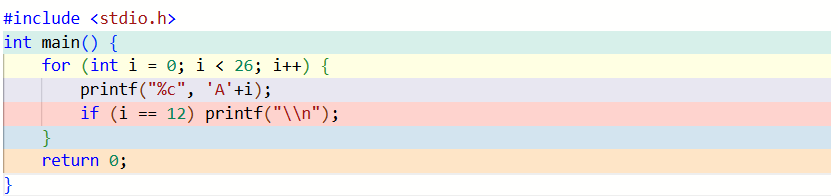 #include <stdio.h>
int main() {
    for (int i = 0; i < 26; i++) {
        printf("%c", 'A'+i);
        if (i == 12) printf("\\n");
    }
    return 0;
}